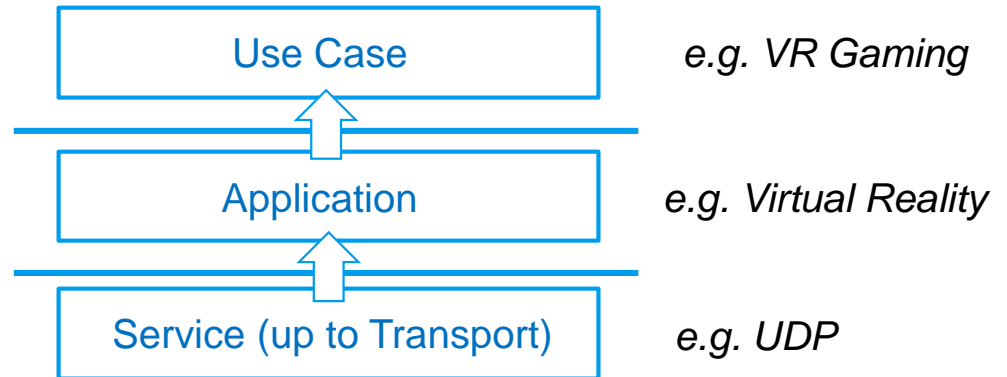 Use Case
e.g. VR Gaming
Application
e.g. Virtual Reality
Service (up to Transport)
e.g. UDP